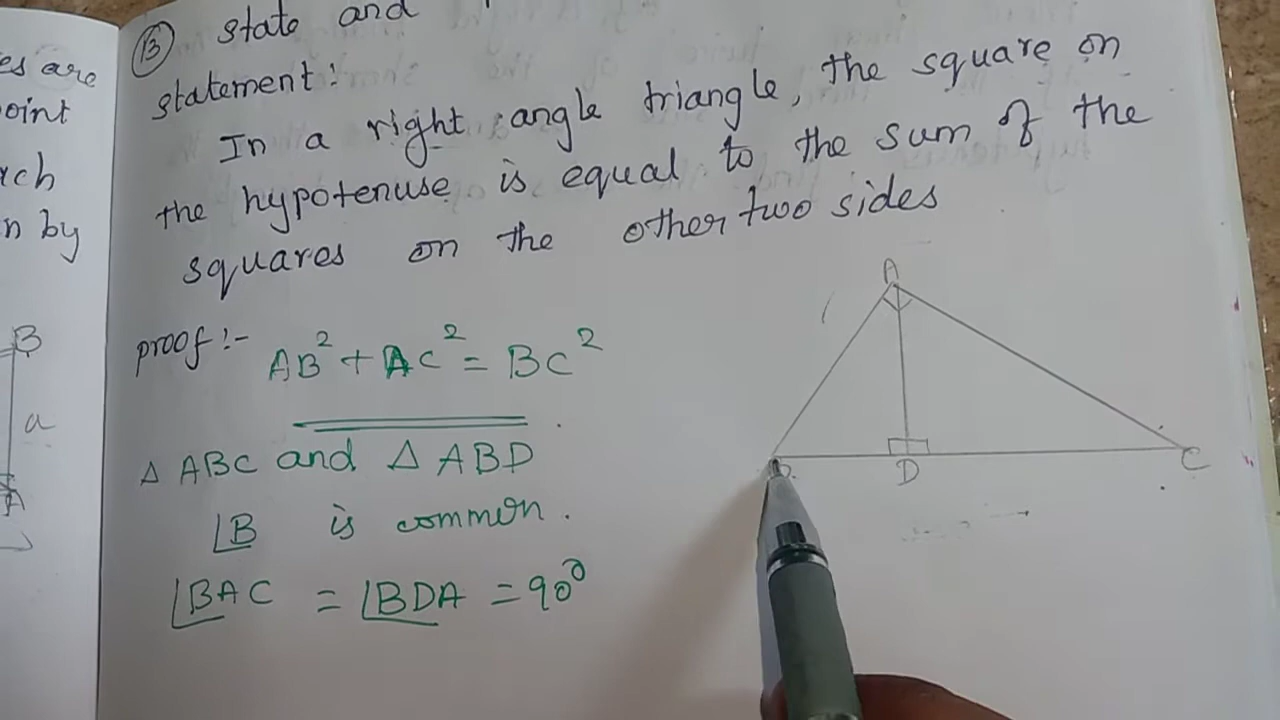 es are
oint
rch
n by
B
a
A
13 state and
statement:
In a right angle triangle, the square on
the hypotenuse is equal to the sum of the
squares on the other two sides
proof :- AB² + AC² = BC²
△ ABC and △ ABD
∠B is common.
∠BAC = ∠BDA = 90°
A
D
C